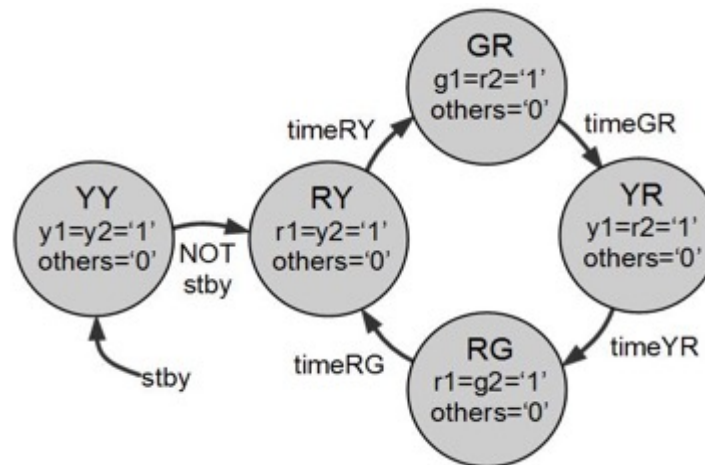 GR
g1=r2=‘1’
others=‘0’
timeRY
timeGR
YY
y1=y2=‘1’
others=‘0’
NOT
stby
RY
r1=y2=‘1’
others=‘0’
YR
y1=r2=‘1’
others=‘0’
stby
timeRG
RG
r1=g2=‘1’
others=‘0’
timeYR